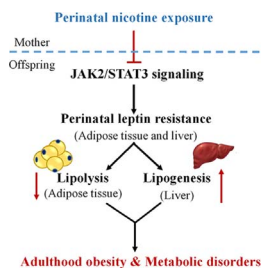 Perinatal nicotine exposure
Mother
Offspring
JAK2/STAT3 signaling
Perinatal leptin resistance
(Adipose tissue and liver)
Lipolysis
(Adipose tissue)
Lipogenesis
(Liver)
Adulthood obesity & Metabolic disorders